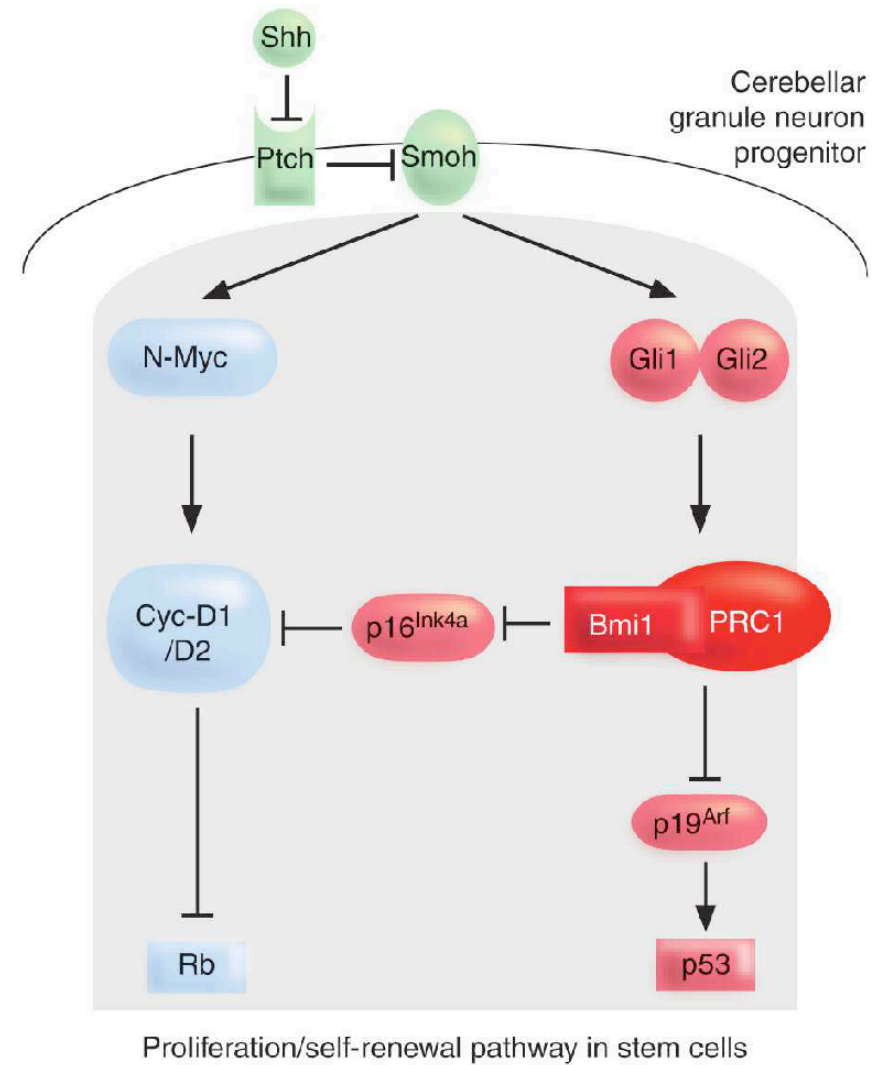 Shh
Cerebellar
granule neuron
progenitor
Ptch
Smoh
N-Myc
Gli1
Gli2
Cyc-D1
/D2
p16Ink4a
Bmi1
PRC1
p19Arf
Rb
p53
Proliferation/self-renewal pathway in stem cells